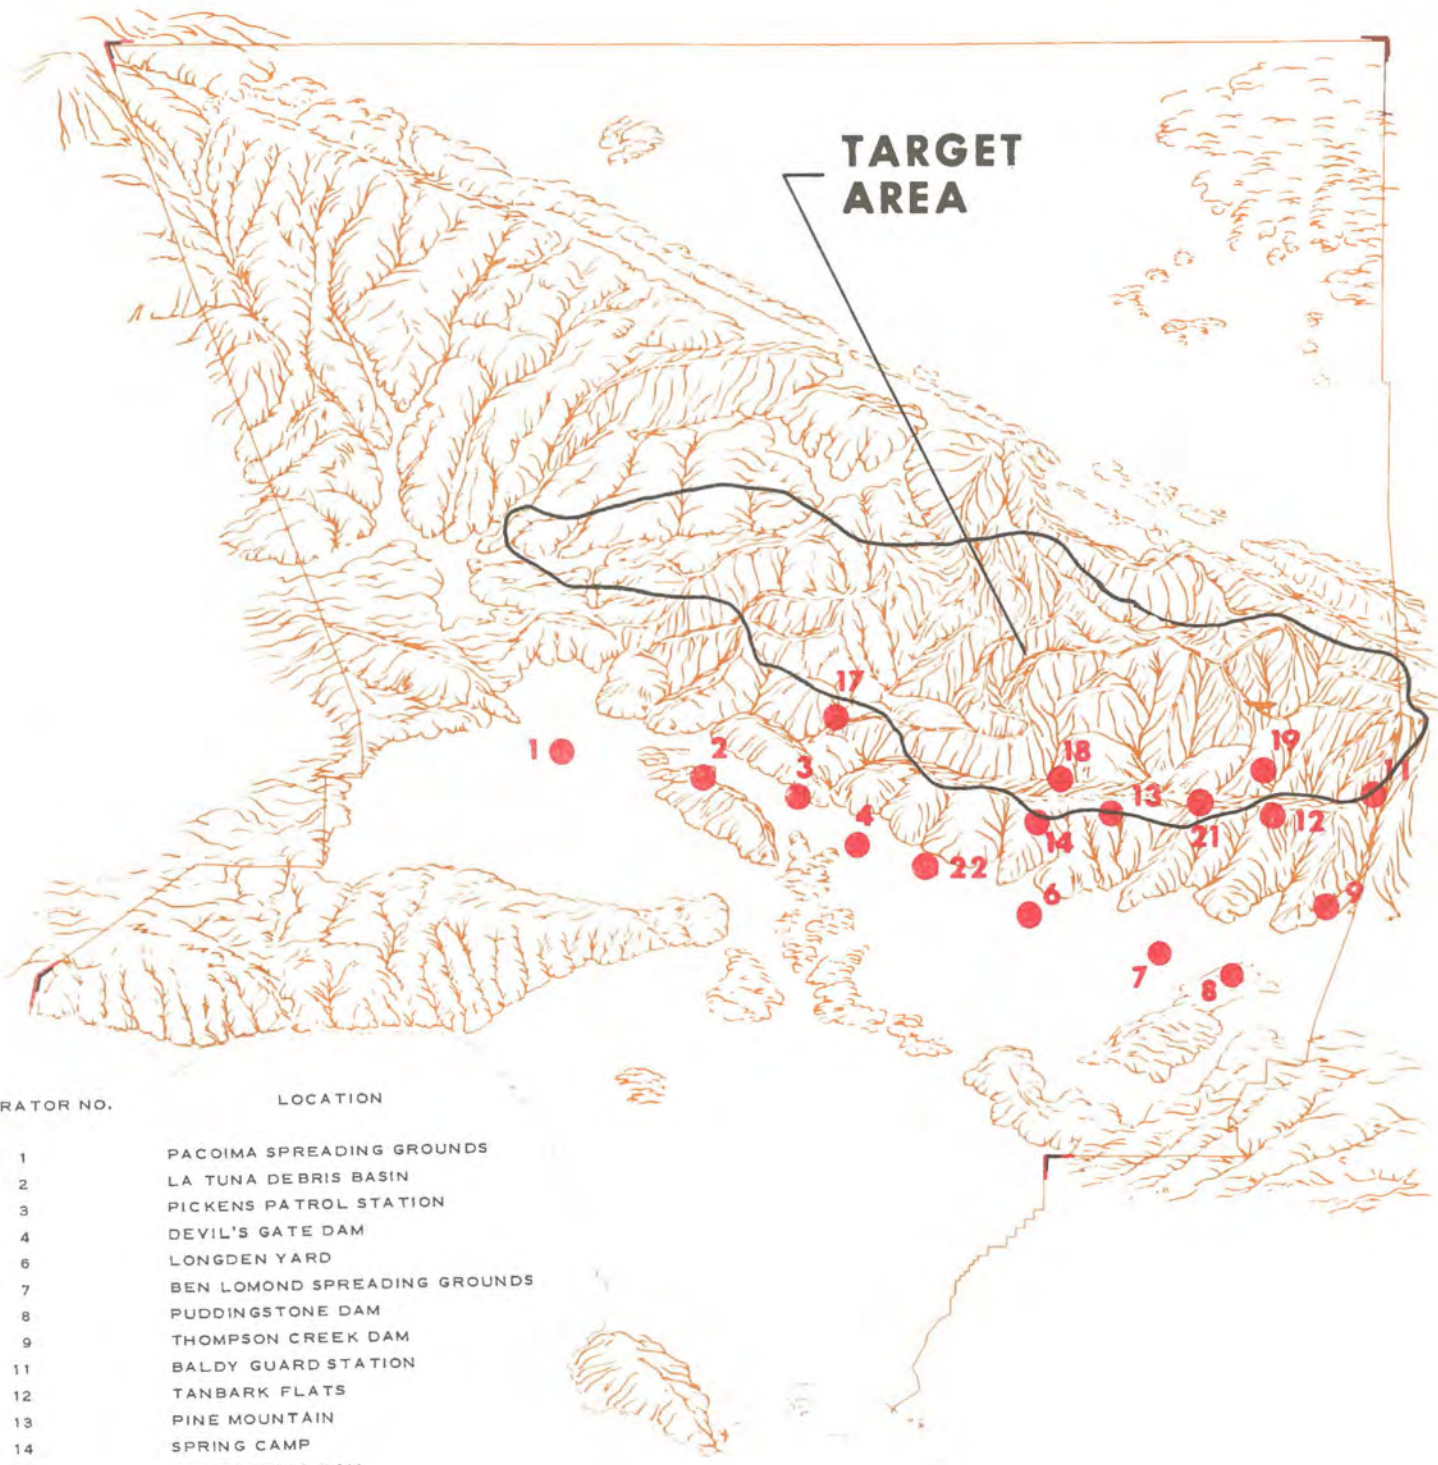 TARGET
AREA
17
1
2
3
18
19
11
4
13
14
21
12
22
6
9
7
8
RATOR NO. LOCATION
1 PACOIMA SPREADING GROUNDS
2 LA TUNA DEBRIS BASIN
3 PICKENS PATROL STATION
4 DEVIL'S GATE DAM
6 LONGDEN YARD
7 BEN LOMOND SPREADING GROUNDS
8 PUDDINGSTONE DAM
9 THOMPSON CREEK DAM
11 BALDY GUARD STATION
12 TANBARK FLATS
13 PINE MOUNTAIN
14 SPRING CAMP